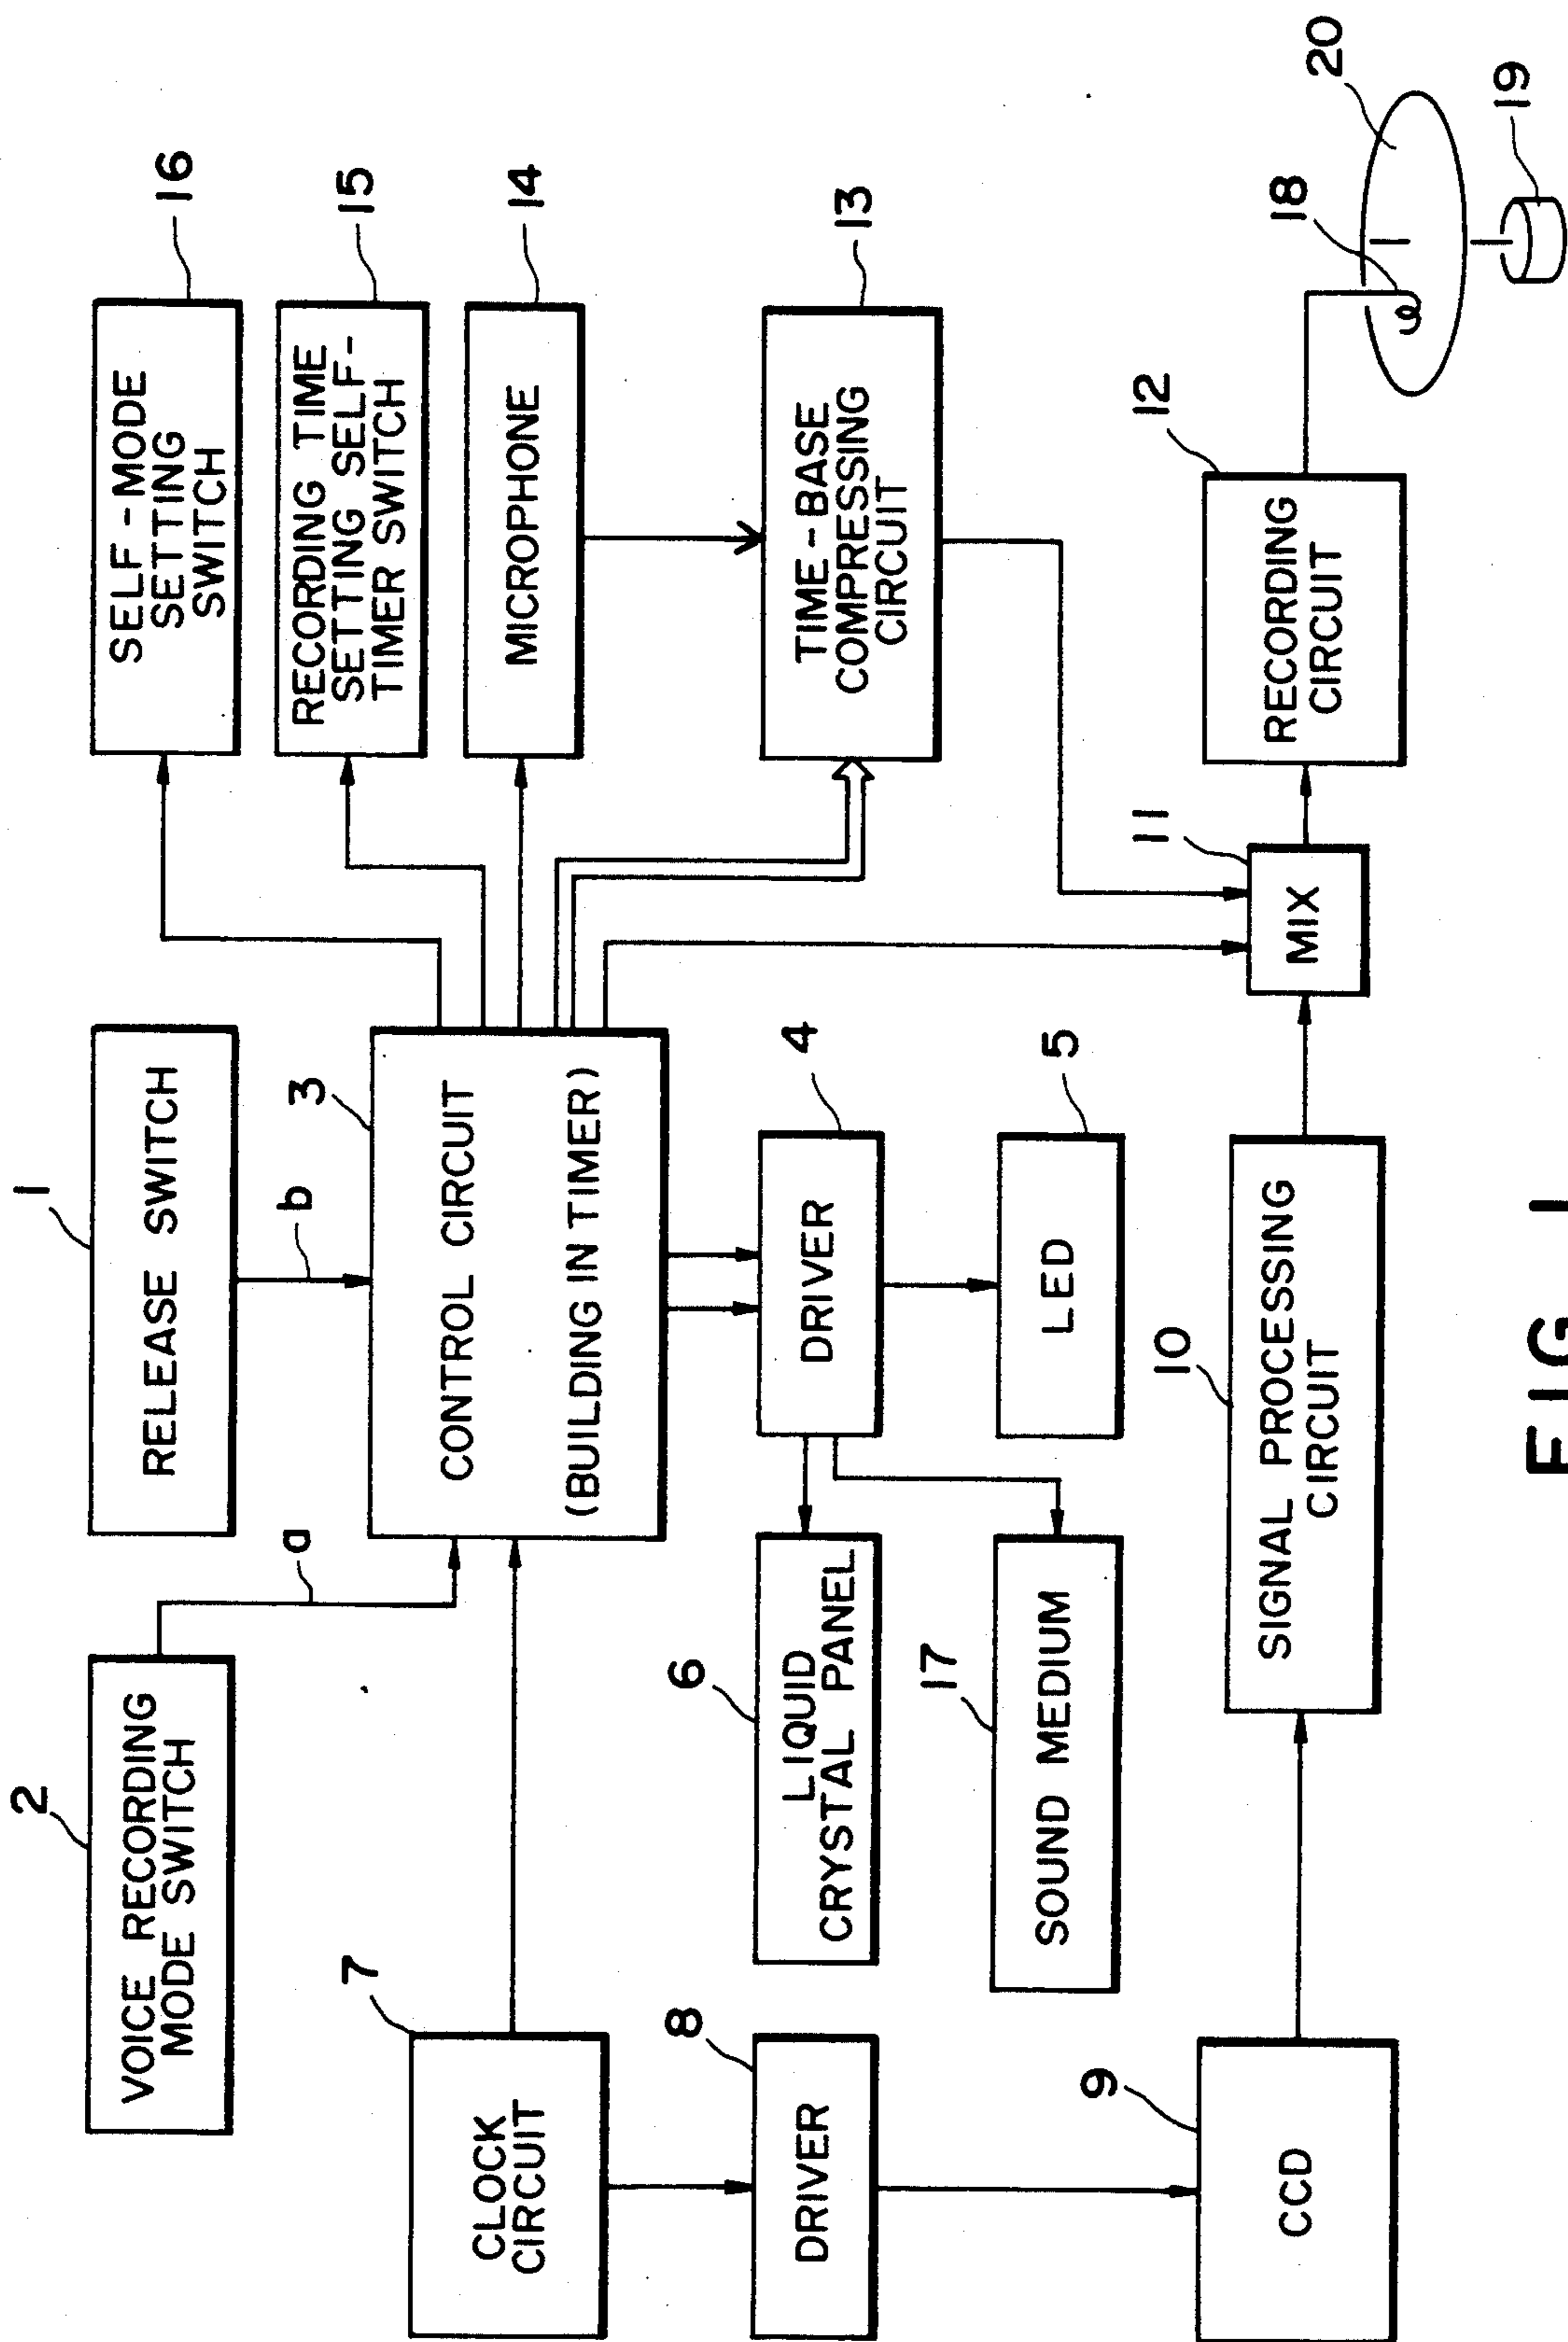 2
VOICE RECORDING
MODE SWITCH
a
1
RELEASE SWITCH
b
16
SELF-MODE
SETTING
SWITCH
15
RECORDING TIME
SETTING SELF-
TIMER SWITCH
7
CLOCK
CIRCUIT
3
CONTROL CIRCUIT
(BUILDING IN TIMER)
14
MICROPHONE
8
DRIVER
6
LIQUID
CRYSTAL PANEL
4
DRIVER
13
TIME-BASE
COMPRESSING
CIRCUIT
17
SOUND MEDIUM
5
LED
9
CCD
10
SIGNAL PROCESSING
CIRCUIT
11
MIX
12
RECORDING
CIRCUIT
18
20
19
FIG. 1